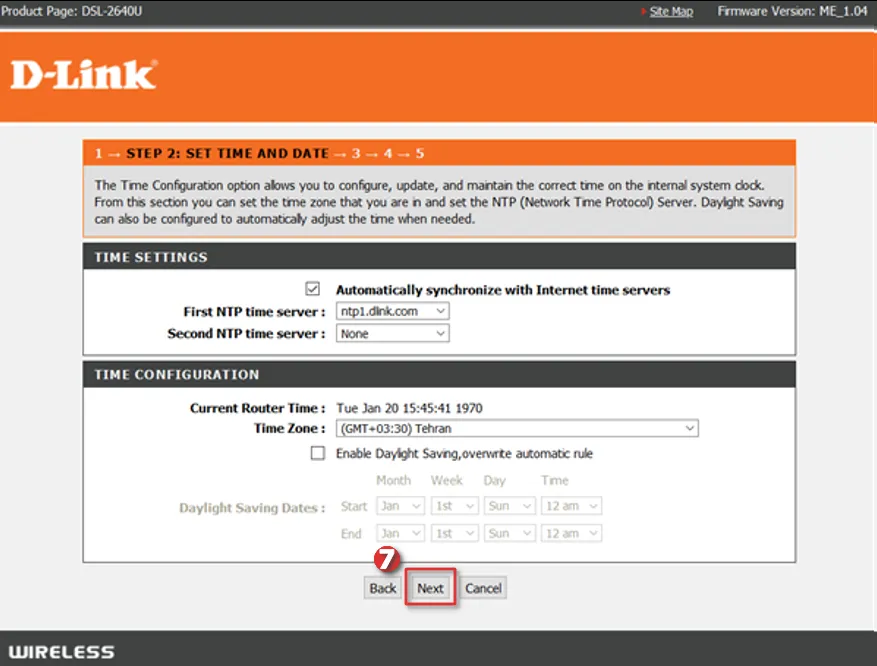 Product Page: DSL-2640U Site Map Firmware Version: ME_1.04
D-Link
1 → STEP 2: SET TIME AND DATE → 3 → 4 → 5
The Time Configuration option allows you to configure, update, and maintain the correct time on the internal system clock.
From this section you can set the time zone that you are in and set the NTP (Network Time Protocol) Server. Daylight Saving
can also be configured to automatically adjust the time when needed.
TIME SETTINGS
Automatically synchronize with Internet time servers
First NTP time server : ntp1.dlink.com
Second NTP time server : None
TIME CONFIGURATION
Current Router Time : Tue Jan 20 15:45:41 1970
Time Zone : (GMT+03:30) Tehran
Enable Daylight Saving,overwrite automatic rule
Month Week Day Time
Daylight Saving Dates : Start Jan 1st Sun 12 am
End Jan 1st Sun 12 am
7
Back Next Cancel
WIRELESS